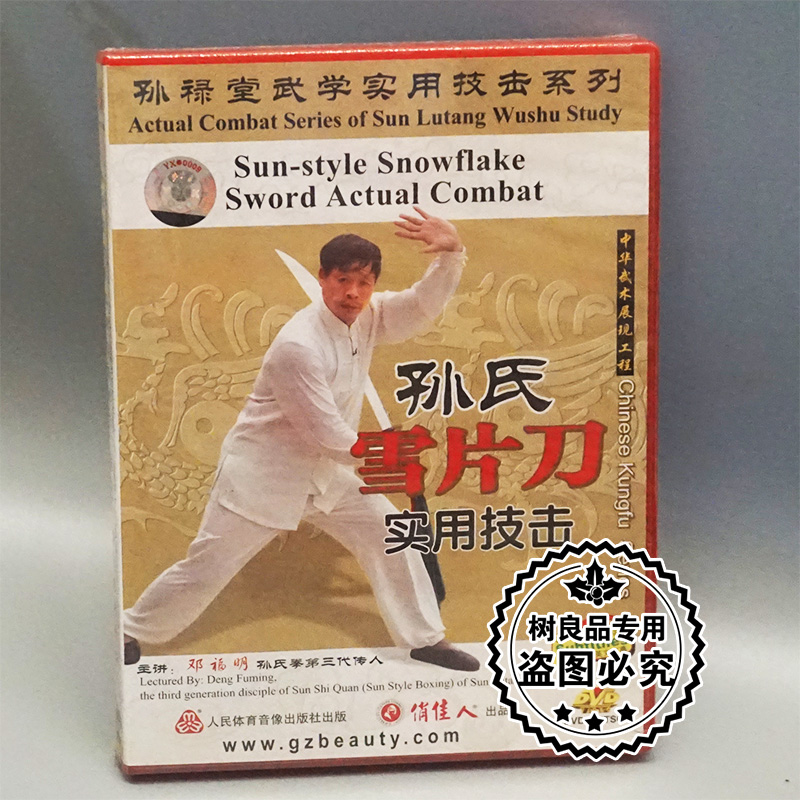 孙禄堂武学实用技击系列
Actual Combat Series of Sun Lutang Wushu Study
Sun-style Snowflake
Sword Actual Combat
中华武术展现工程
Chinese Kungfu
孙氏
雪片刀
实用技击
主讲：邓福明 孙氏拳第三代传人
Lectured By: Deng Fuming,
the third generation disciple of Sun Shi Quan (Sun Style Boxing) of Sun
人民体育音像出版社出版
俏佳人 出品
www.gzbeauty.com
树良品专用
盗图必究
DVD